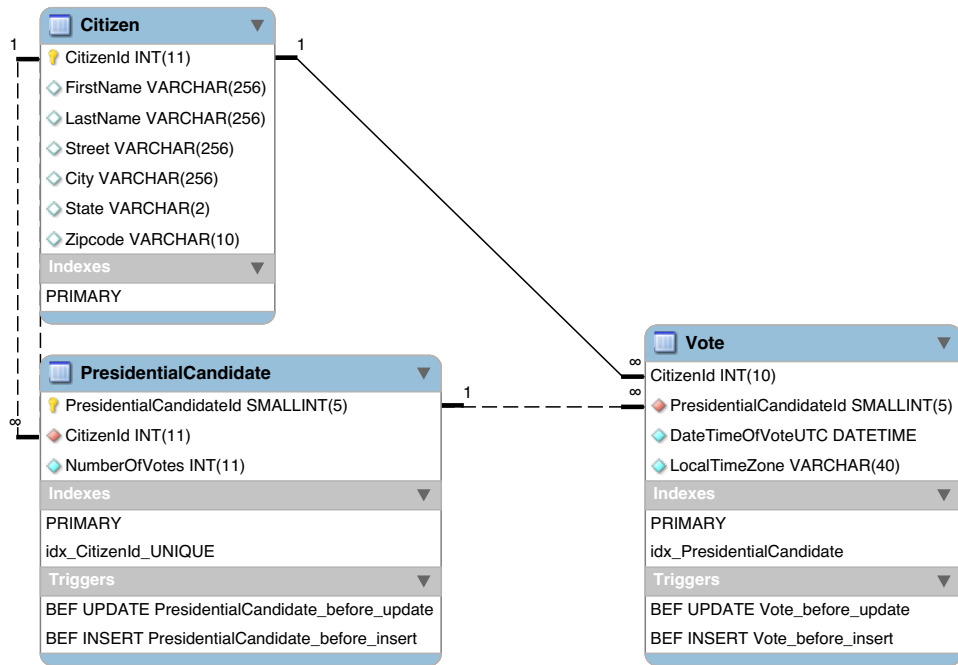 Citizen
1
1
CitizenId INT(11)
FirstName VARCHAR(256)
LastName VARCHAR(256)
Street VARCHAR(256)
City VARCHAR(256)
State VARCHAR(2)
Zipcode VARCHAR(10)
Indexes
PRIMARY
PresidentialCandidate
1
PresidentialCandidateId SMALLINT(5)
∞
CitizenId INT(11)
NumberOfVotes INT(11)
Indexes
PRIMARY
idx_CitizenId_UNIQUE
Triggers
BEF UPDATE PresidentialCandidate_before_update
BEF INSERT PresidentialCandidate_before_insert
Vote
∞
CitizenId INT(10)
∞
PresidentialCandidateId SMALLINT(5)
DateTimeOfVoteUTC DATETIME
LocalTimeZone VARCHAR(40)
Indexes
PRIMARY
idx_PresidentialCandidate
Triggers
BEF UPDATE Vote_before_update
BEF INSERT Vote_before_insert